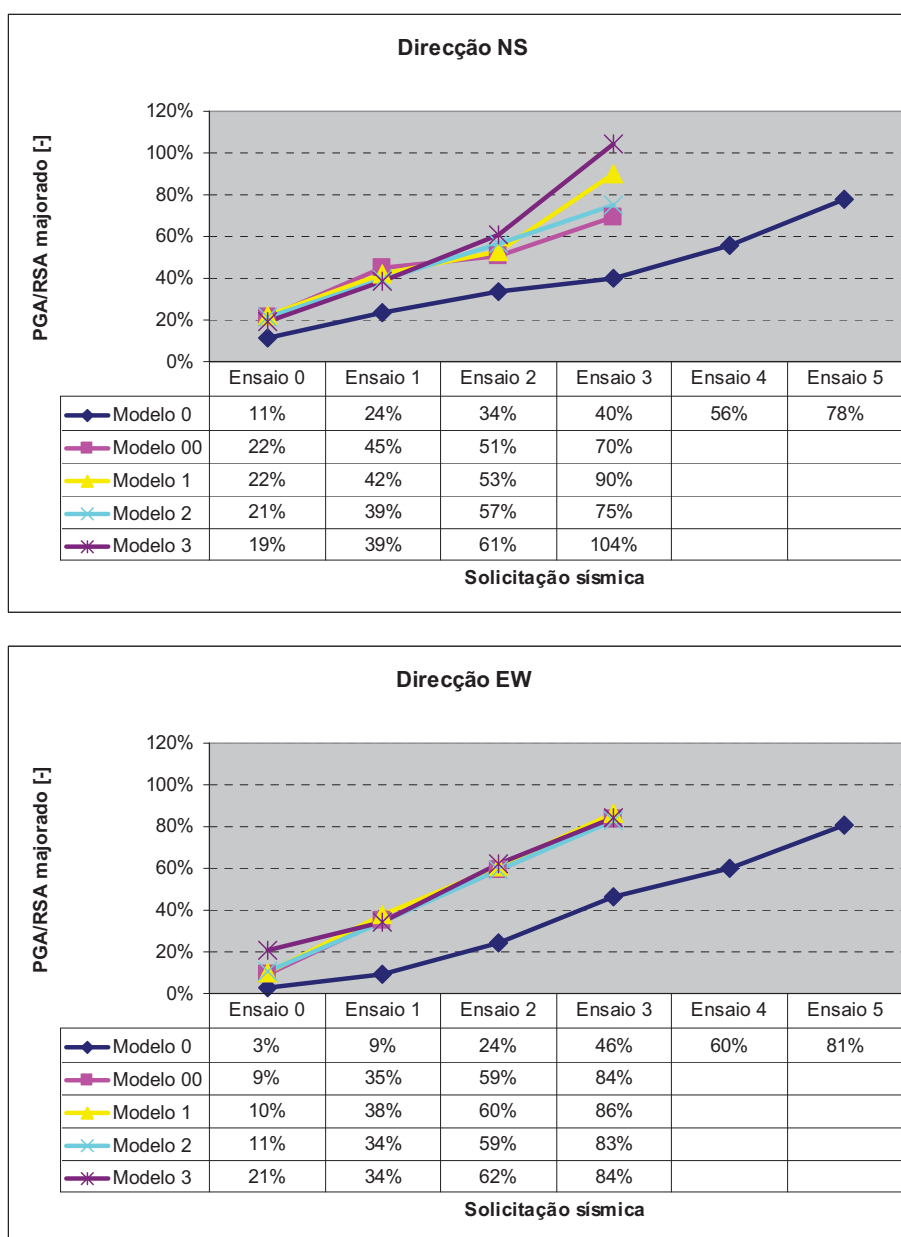 Direcção NS
PGA/RSA majorado [-]
120%
100%
80%
60%
40%
20%
0%
Ensaio 0 Ensaio 1 Ensaio 2 Ensaio 3 Ensaio 4 Ensaio 5
Modelo 0 11% 24% 34% 40% 56% 78%
Modelo 00 22% 45% 51% 70%
Modelo 1 22% 42% 53% 90%
Modelo 2 21% 39% 57% 75%
Modelo 3 19% 39% 61% 104%
Solicitação sísmica
Direcção EW
PGA/RSA majorado [-]
120%
100%
80%
60%
40%
20%
0%
Ensaio 0 Ensaio 1 Ensaio 2 Ensaio 3 Ensaio 4 Ensaio 5
Modelo 0 3% 9% 24% 46% 60% 81%
Modelo 00 9% 35% 59% 84%
Modelo 1 10% 38% 60% 86%
Modelo 2 11% 34% 59% 83%
Modelo 3 21% 34% 62% 84%
Solicitação sísmica